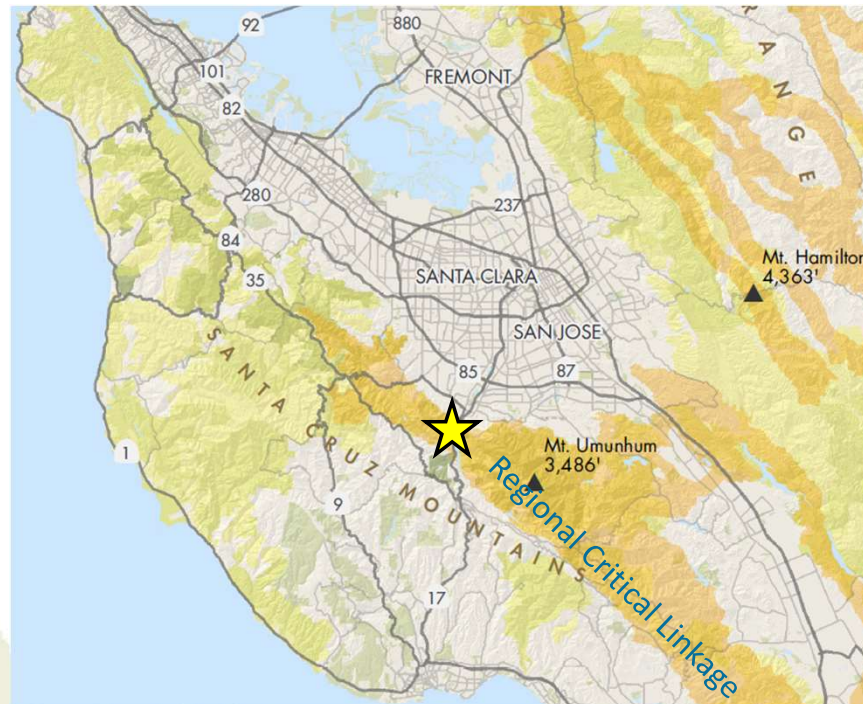 92
880
101
FREMONT
82
RANGE
280
237
84
Mt. Hamilton
4,363'
35
SANTA CLARA
SAN JOSE
85
87
SANTA CRUZ MOUNTAINS
1
Mt. Umunhum
3,486'
Regional Critical Linkage
9
17